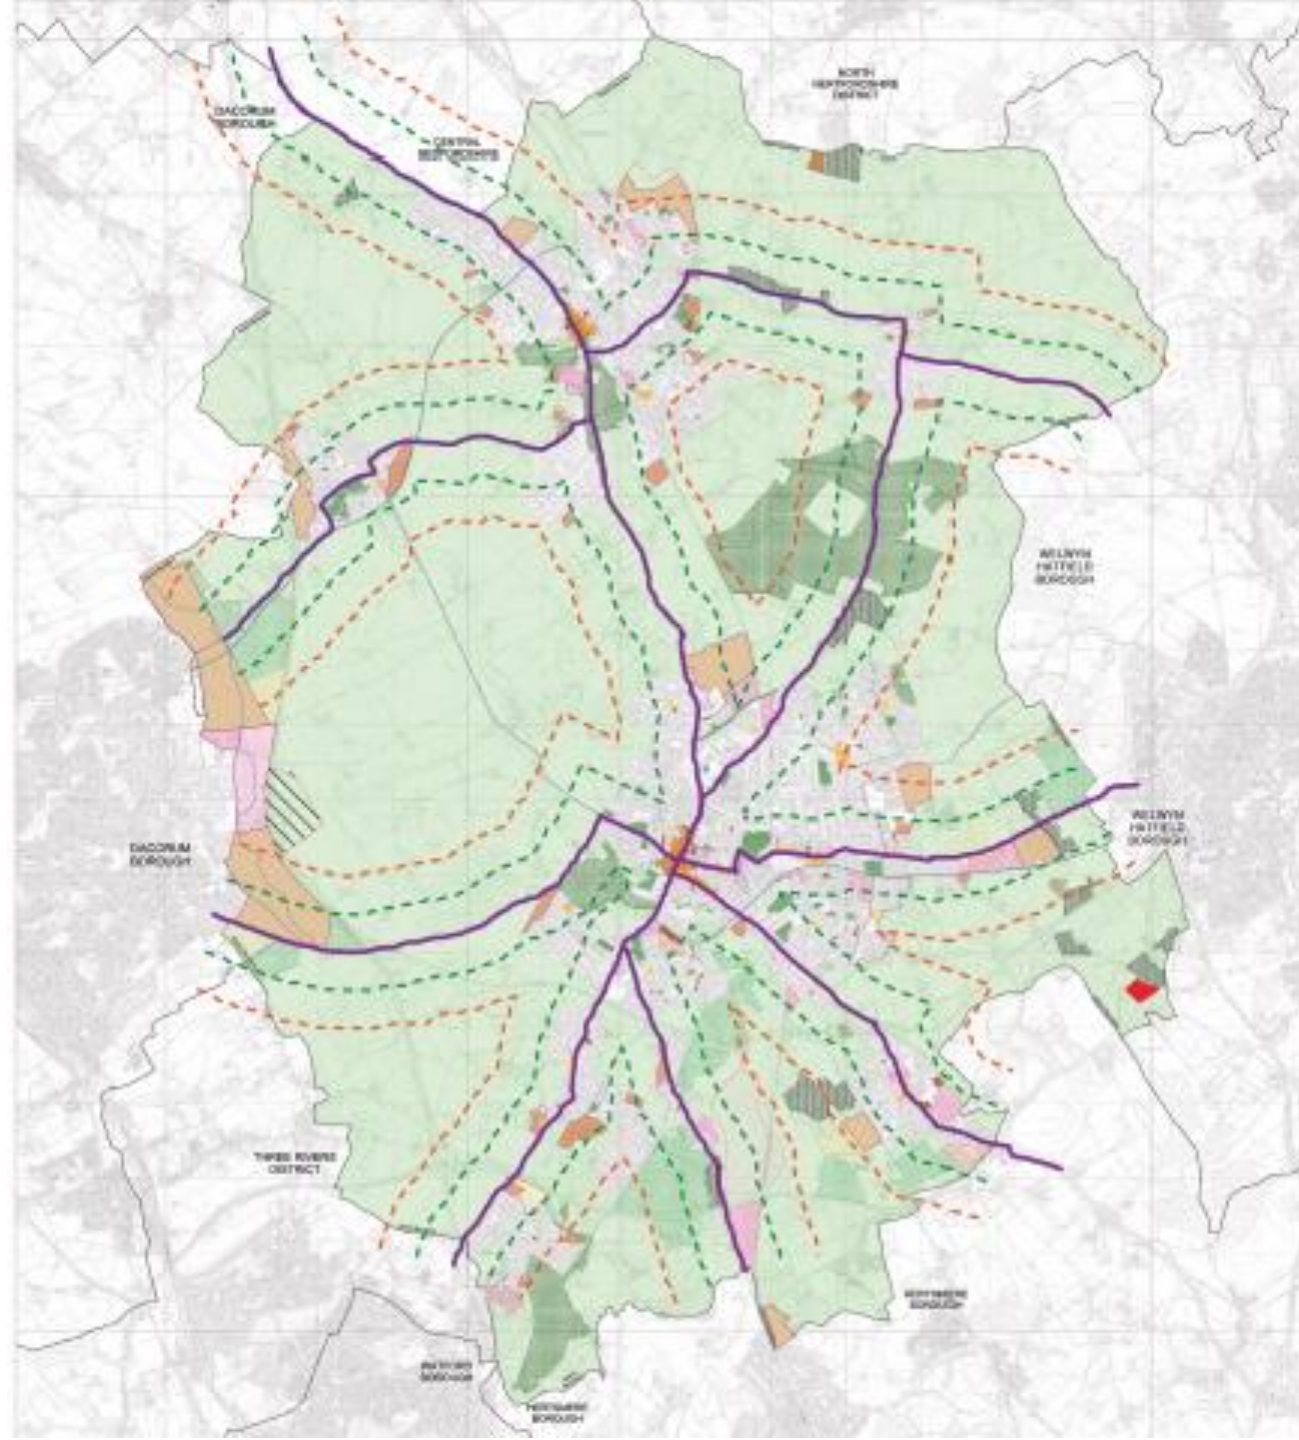 NORTH
HERTFORDSHIRE
DISTRICT
DACORUM
BOROUGH
CENTRAL
BEDFORDSHIRE
WELWYN
HATFIELD
BOROUGH
WELWYN
HATFIELD
BOROUGH
DACORUM
BOROUGH
THREE RIVERS
DISTRICT
HERTSMERE
BOROUGH
WATFORD
BOROUGH
HERTSMERE
BOROUGH